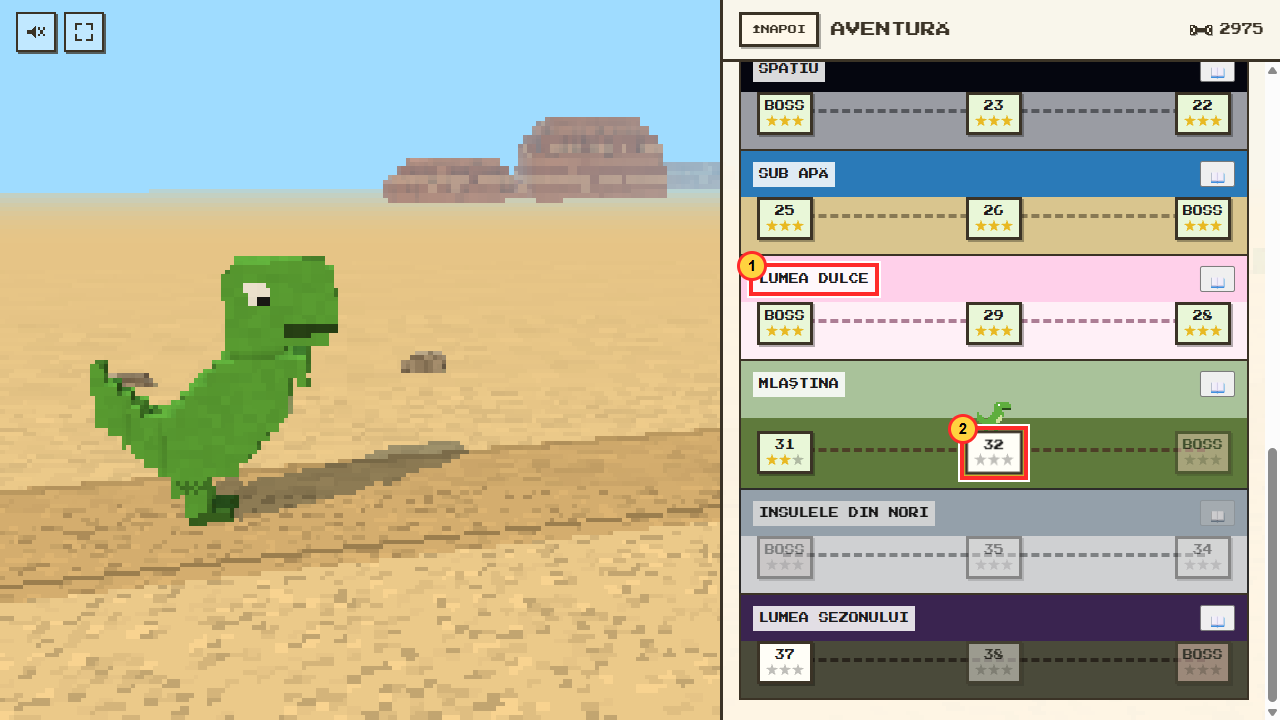 ↥NAPOI
AVENTURĂ
2975
SPAȚIU
BOSS
23
22
SUB APĂ
25
26
BOSS
1
LUMEA DULCE
BOSS
29
28
MLAȘTINA
2
31
32
BOSS
INSULELE DIN NORI
BOSS
35
34
LUMEA SEZONULUI
37
38
BOSS